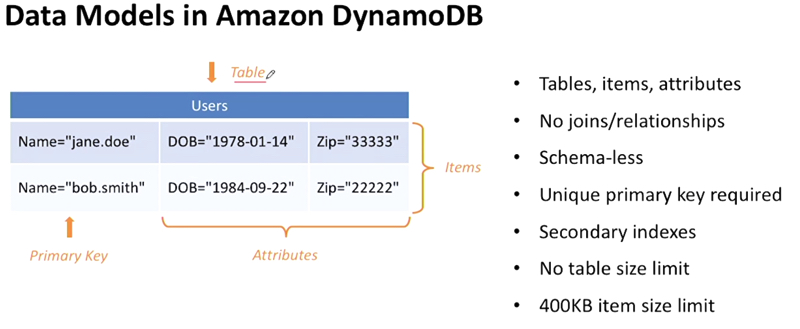 Data Models in Amazon DynamoDB
Table
Users
Name="jane.doe" DOB="1978-01-14" Zip="33333"
Name="bob.smith" DOB="1984-09-22" Zip="22222"
Items
Primary Key
Attributes
• Tables, items, attributes
• No joins/relationships
• Schema-less
• Unique primary key required
• Secondary indexes
• No table size limit
• 400KB item size limit